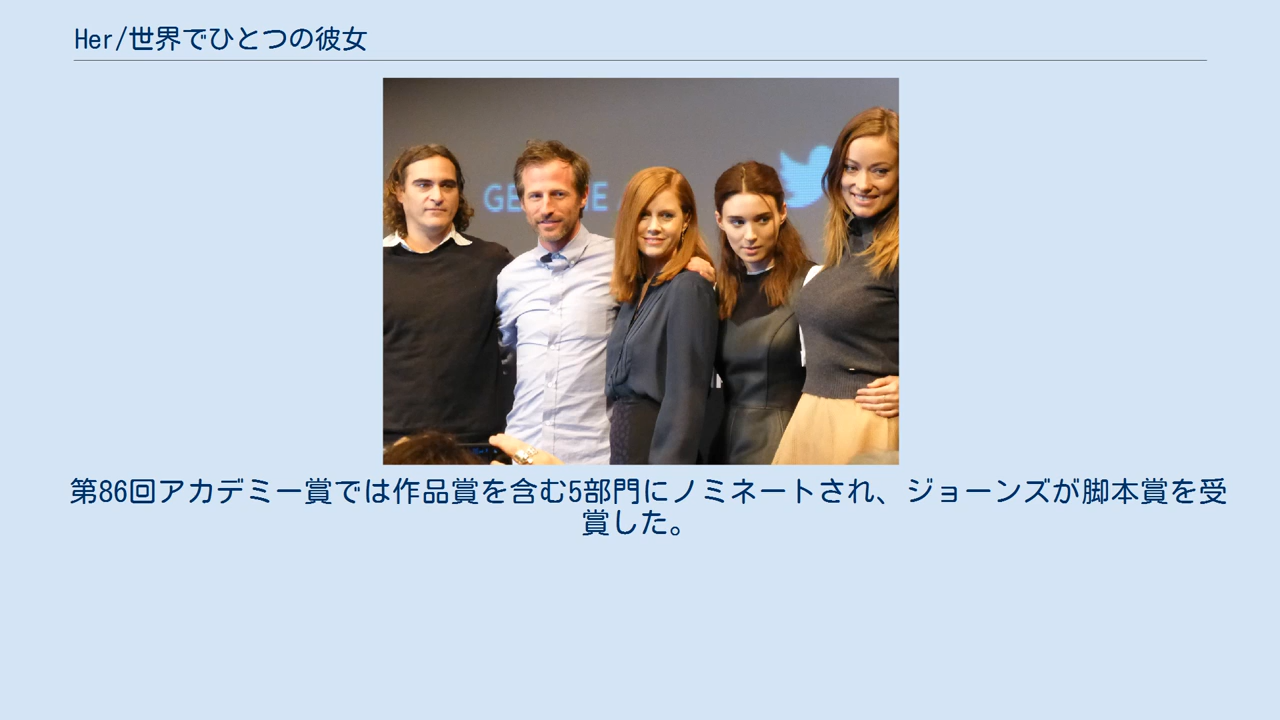 Her/世界でひとつの彼女
第86回アカデミー賞では作品賞を含む5部門にノミネートされ、ジョーンズが脚本賞を受
賞した。